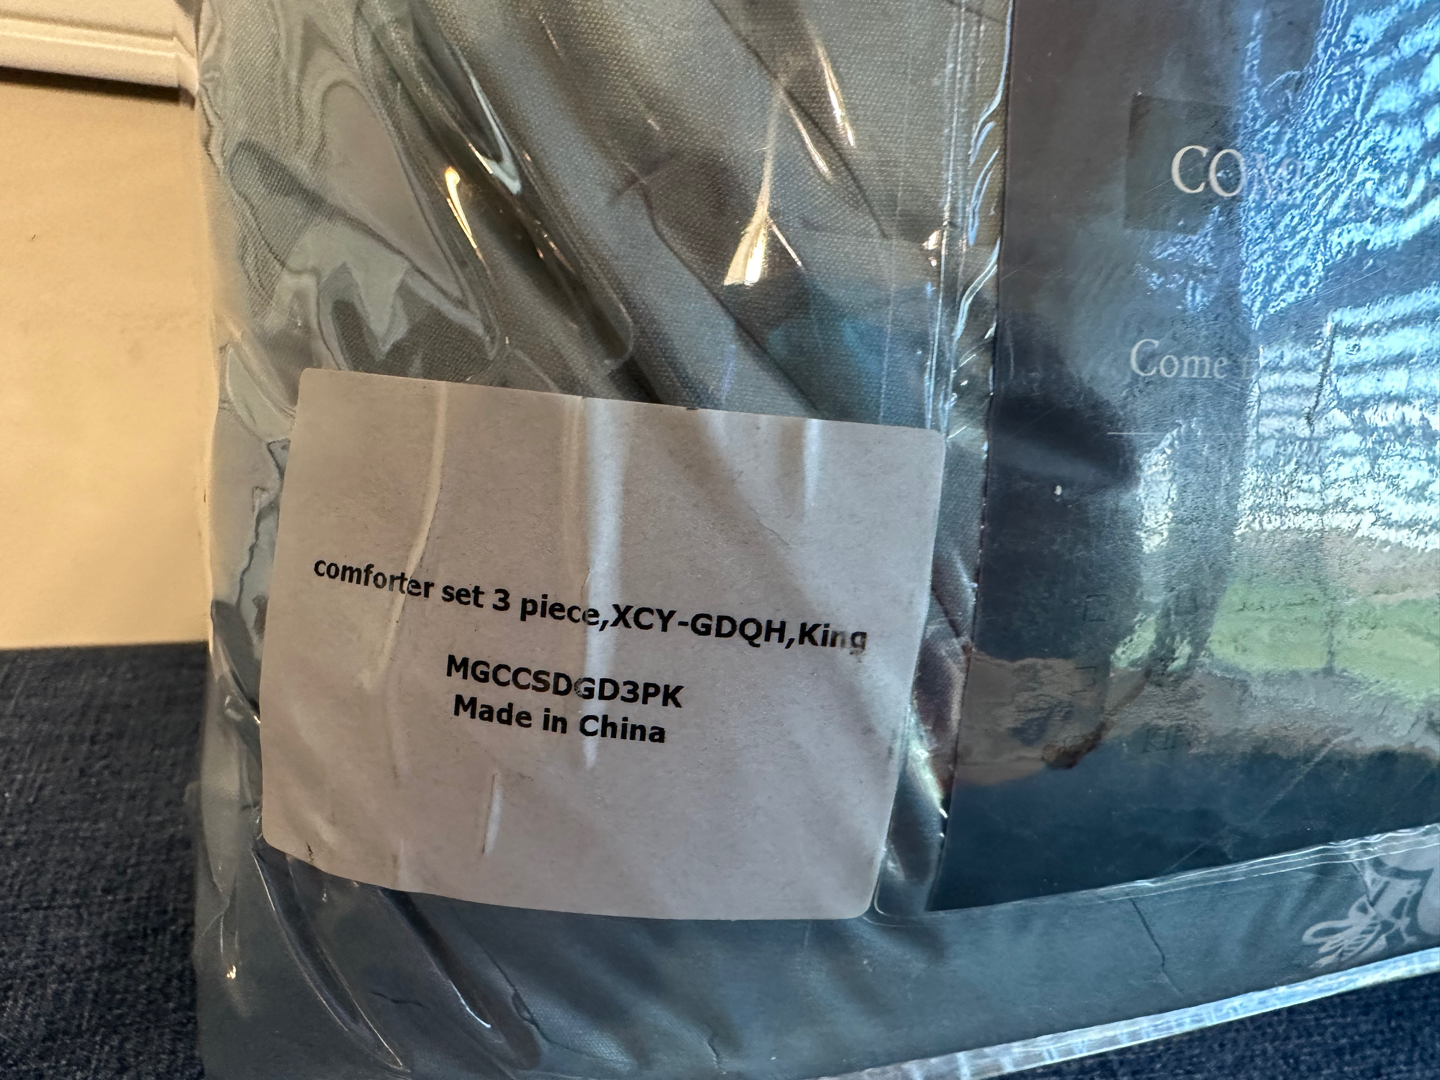 CO
Come
comforter set 3 piece,XCY-GDQH,King
MGCCSDGD3PK
Made in China